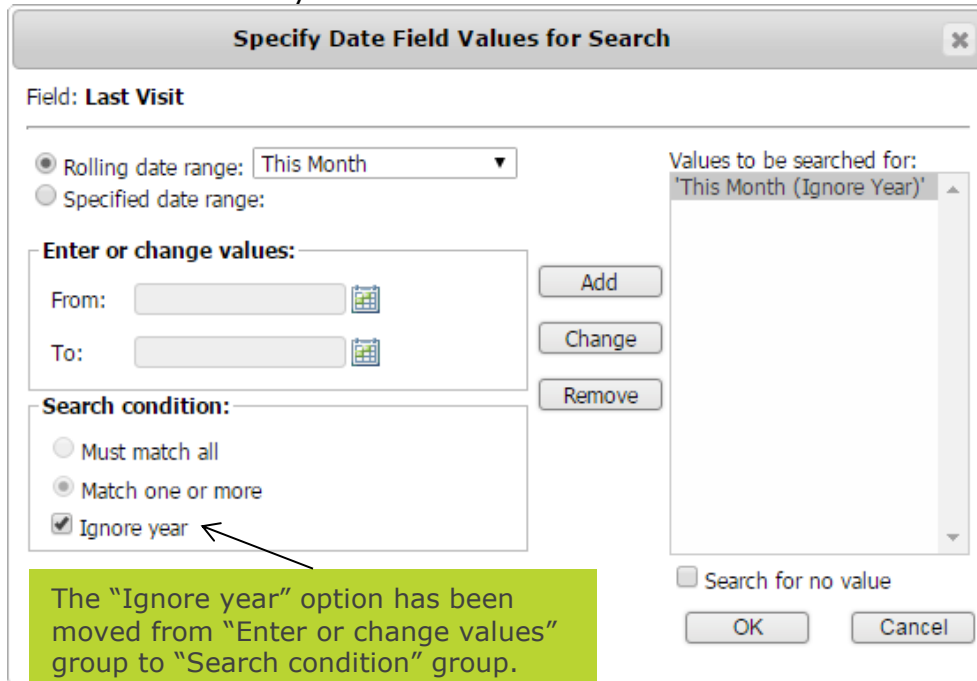 Specify Date Field Values for Search
Field: Last Visit
Rolling date range: This Month
Specified date range:
Enter or change values:
From:
To:
Search condition:
Must match all
Match one or more
Ignore year
Add
Change
Remove
Values to be searched for:
'This Month (Ignore Year)'
Search for no value
OK
Cancel
The “Ignore year” option has been
moved from “Enter or change values”
group to “Search condition” group.